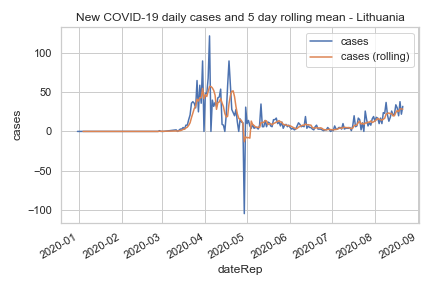 New COVID-19 daily cases and 5 day rolling mean - Lithuania
cases
cases (rolling)
100
50
0
−50
−100
cases
2020-01
2020-02
2020-03
2020-04
2020-05
2020-06
2020-07
2020-08
2020-09
dateRep